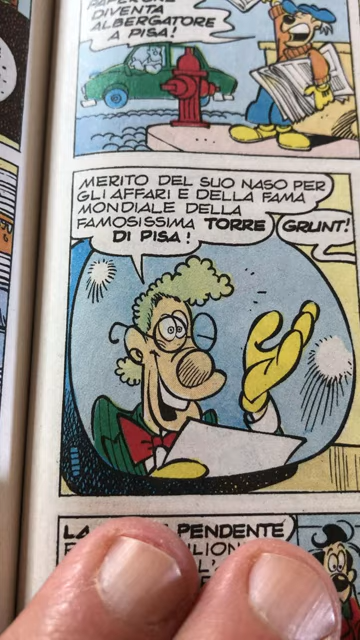 DIVENTA
ALBERGATORE
A PISA!
MERITO DEL SUO NASO PER
GLI AFFARI E DELLA FAMA
MONDIALE DELLA
FAMOSISSIMA TORRE
DI PISA!
GRUNT!
LA PENDENTE